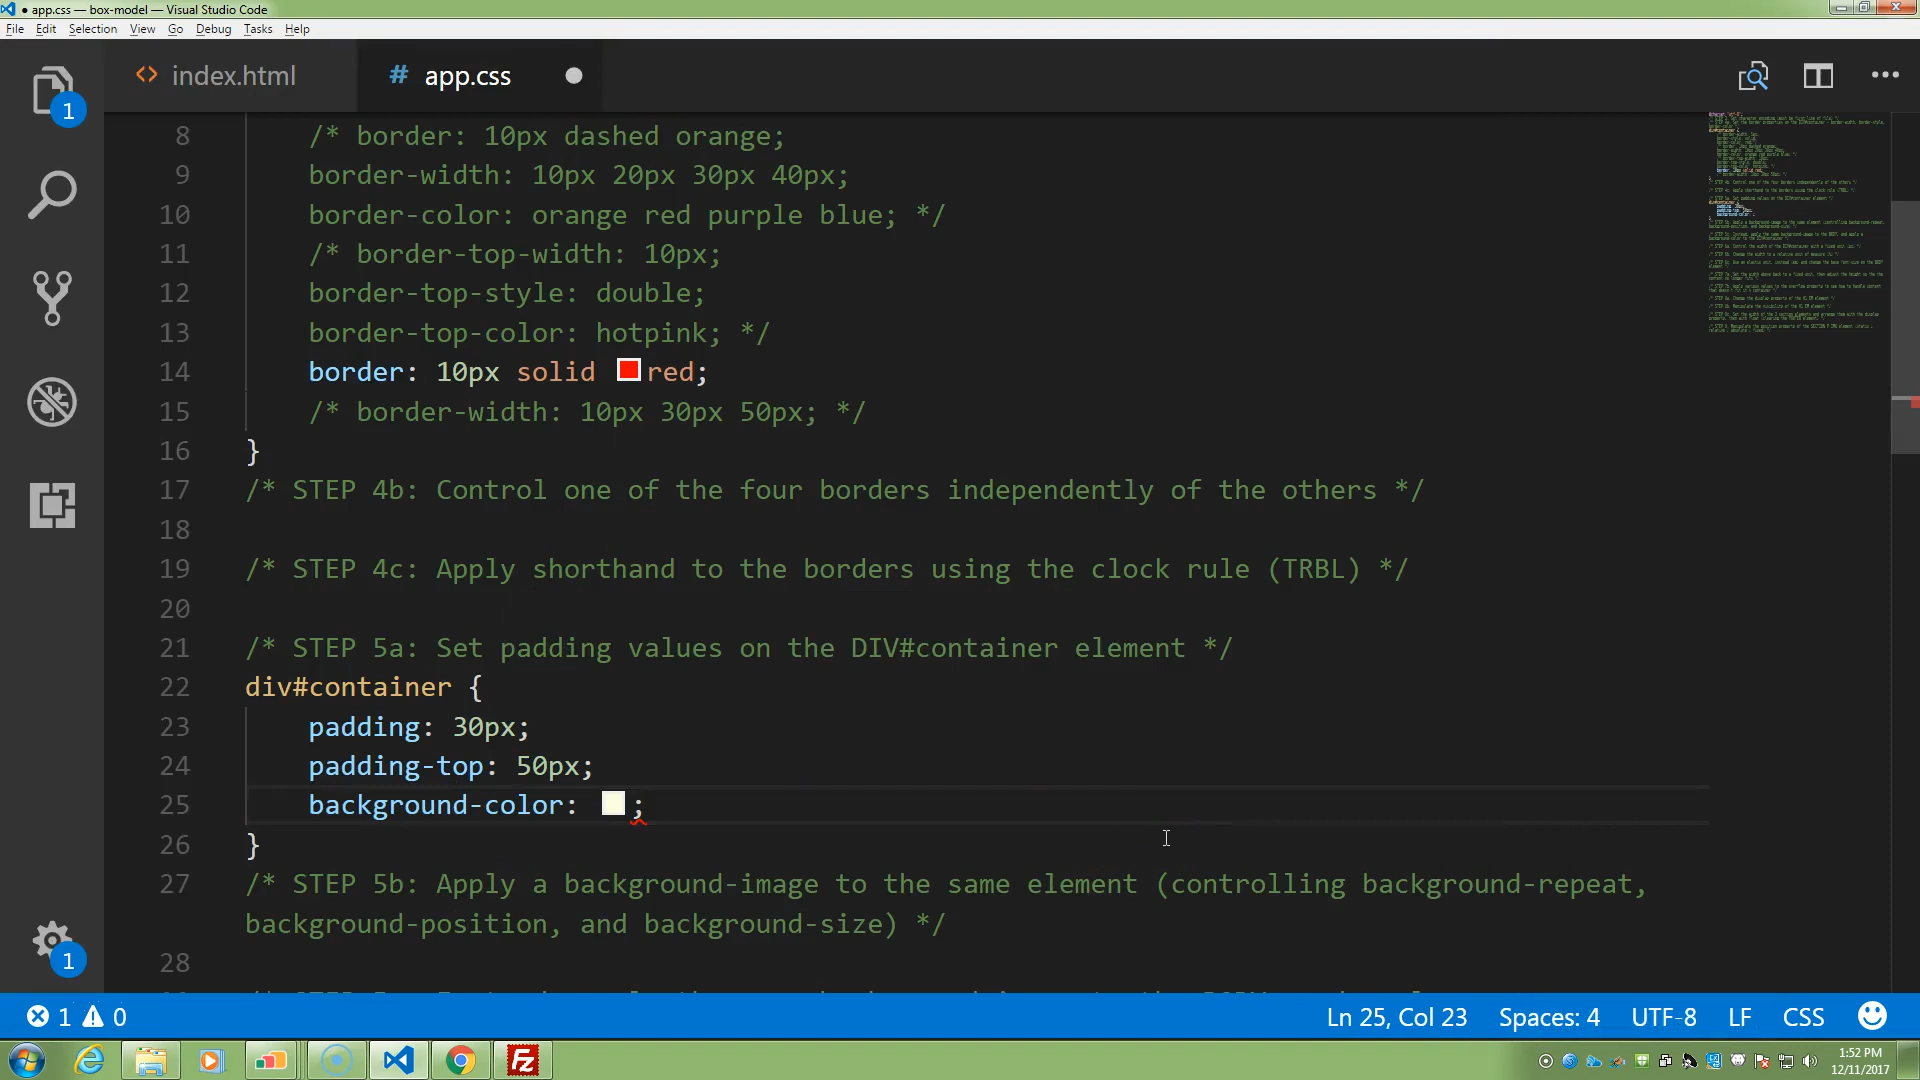 app.css — box-model — Visual Studio Code
File Edit Selection View Go Debug Tasks Help
index.html
# app.css
1
8 /* border: 10px dashed orange;
9 border-width: 10px 20px 30px 40px;
10 border-color: orange red purple blue; */
11 /* border-top-width: 10px;
12 border-top-style: double;
13 border-top-color: hotpink; */
14 border: 10px solid red;
15 /* border-width: 10px 30px 50px; */
16 }
17 /* STEP 4b: Control one of the four borders independently of the others */
18
19 /* STEP 4c: Apply shorthand to the borders using the clock rule (TRBL) */
20
21 /* STEP 5a: Set padding values on the DIV#container element */
22 div#container {
23 padding: 30px;
24 padding-top: 50px;
25 background-color: ;
26 }
27 /* STEP 5b: Apply a background-image to the same element (controlling background-repeat,
background-position, and background-size) */
28
1
1 0
Ln 25, Col 23 Spaces: 4 UTF-8 LF CSS
1:52 PM
12/11/2017